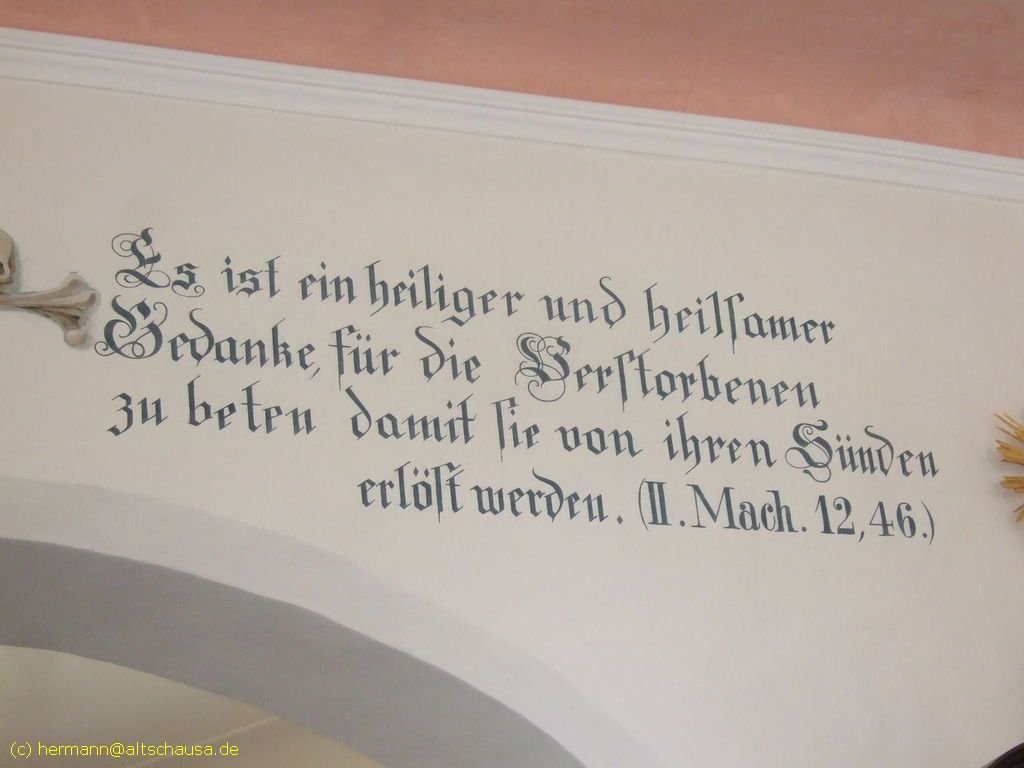 Es ist ein heiliger und heilſamer
Gedanke, für die Verſtorbenen
zu beten damit ſie von ihren Sünden
erlöſt werden. (II. Mach. 12,46.)
(c) hermann@altschausa.de